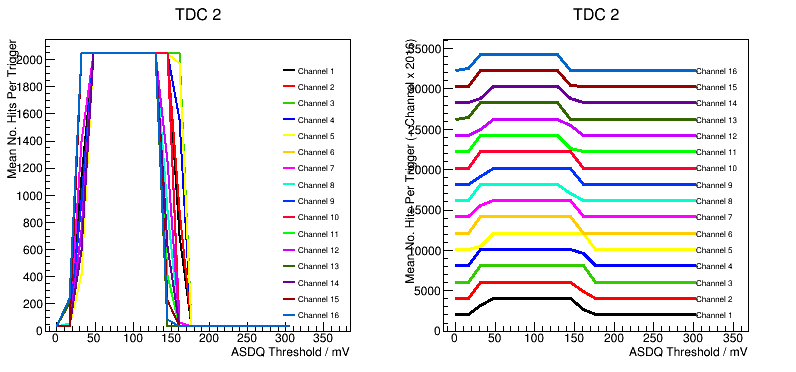 TDC 2
Mean No. Hits Per Trigger
2000
1800
1600
1400
1200
1000
800
600
400
200
0
0 50 100 150 200 250 300 350
ASDQ Threshold / mV
Channel 1
Channel 2
Channel 3
Channel 4
Channel 5
Channel 6
Channel 7
Channel 8
Channel 9
Channel 10
Channel 11
Channel 12
Channel 13
Channel 14
Channel 15
Channel 16
TDC 2
Mean No. Hits Per Trigger (+ Channel x 2016)
35000
30000
25000
20000
15000
10000
5000
0
0 50 100 150 200 250 300 350
ASDQ Threshold / mV
Channel 16
Channel 15
Channel 14
Channel 13
Channel 12
Channel 11
Channel 10
Channel 9
Channel 8
Channel 7
Channel 6
Channel 5
Channel 4
Channel 3
Channel 2
Channel 1